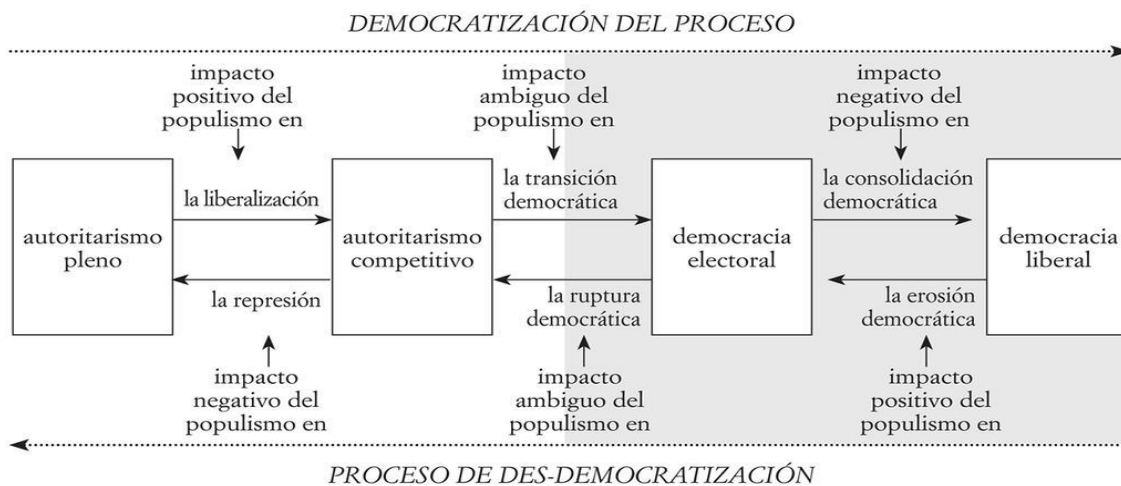 DEMOCRATIZACIÓN DEL PROCESO
impacto
positivo del
populismo en
impacto
ambiguo del
populismo en
impacto
negativo del
populismo en
autoritarismo
pleno
la liberalización
la represión
autoritarismo
competitivo
la transición
democrática
la ruptura
democrática
democracia
electoral
la consolidación
democrática
la erosión
democrática
democracia
liberal
impacto
negativo del
populismo en
impacto
ambiguo del
populismo en
impacto
positivo del
populismo en
PROCESO DE DES-DEMOCRATIZACIÓN